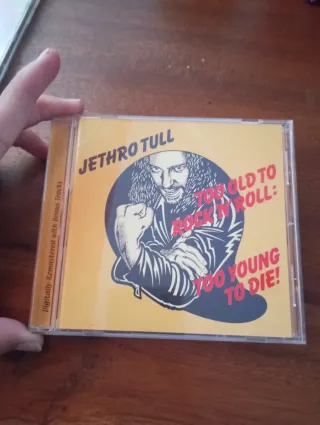 JETHRO TULL
TOO OLD TO
ROCK'N'ROLL:
TOO YOUNG
TO DIE!
Digitally Remastered with Bonus Tracks